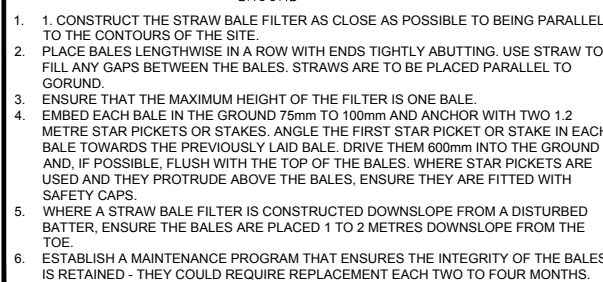 1. 1. CONSTRUCT THE STRAW BALE FILTER AS CLOSE AS POSSIBLE TO BEING PARALLEL
TO THE CONTOURS OF THE SITE.
2. PLACE BALES LENGTHWISE IN A ROW WITH ENDS TIGHTLY ABUTTING. USE STRAW TO
FILL ANY GAPS BETWEEN THE BALES. STRAWS ARE TO BE PLACED PARALLEL TO
GORUND.
3. ENSURE THAT THE MAXIMUM HEIGHT OF THE FILTER IS ONE BALE.
4. EMBED EACH BALE IN THE GROUND 75mm TO 100mm AND ANCHOR WITH TWO 1.2
METRE STAR PICKETS OR STAKES. ANGLE THE FIRST STAR PICKET OR STAKE IN EACH
BALE TOWARDS THE PREVIOUSLY LAID BALE. DRIVE THEM 600mm INTO THE GROUND
AND, IF POSSIBLE, FLUSH WITH THE TOP OF THE BALES. WHERE STAR PICKETS ARE
USED AND THEY PROTRUDE ABOVE THE BALES, ENSURE THEY ARE FITTED WITH
SAFETY CAPS.
5. WHERE A STRAW BALE FILTER IS CONSTRUCTED DOWNSLOPE FROM A DISTURBED
BATTER, ENSURE THE BALES ARE PLACED 1 TO 2 METRES DOWNSLOPE FROM THE
TOE.
6. ESTABLISH A MAINTENANCE PROGRAM THAT ENSURES THE INTEGRITY OF THE BALES
IS RETAINED - THEY COULD REQUIRE REPLACEMENT EACH TWO TO FOUR MONTHS.